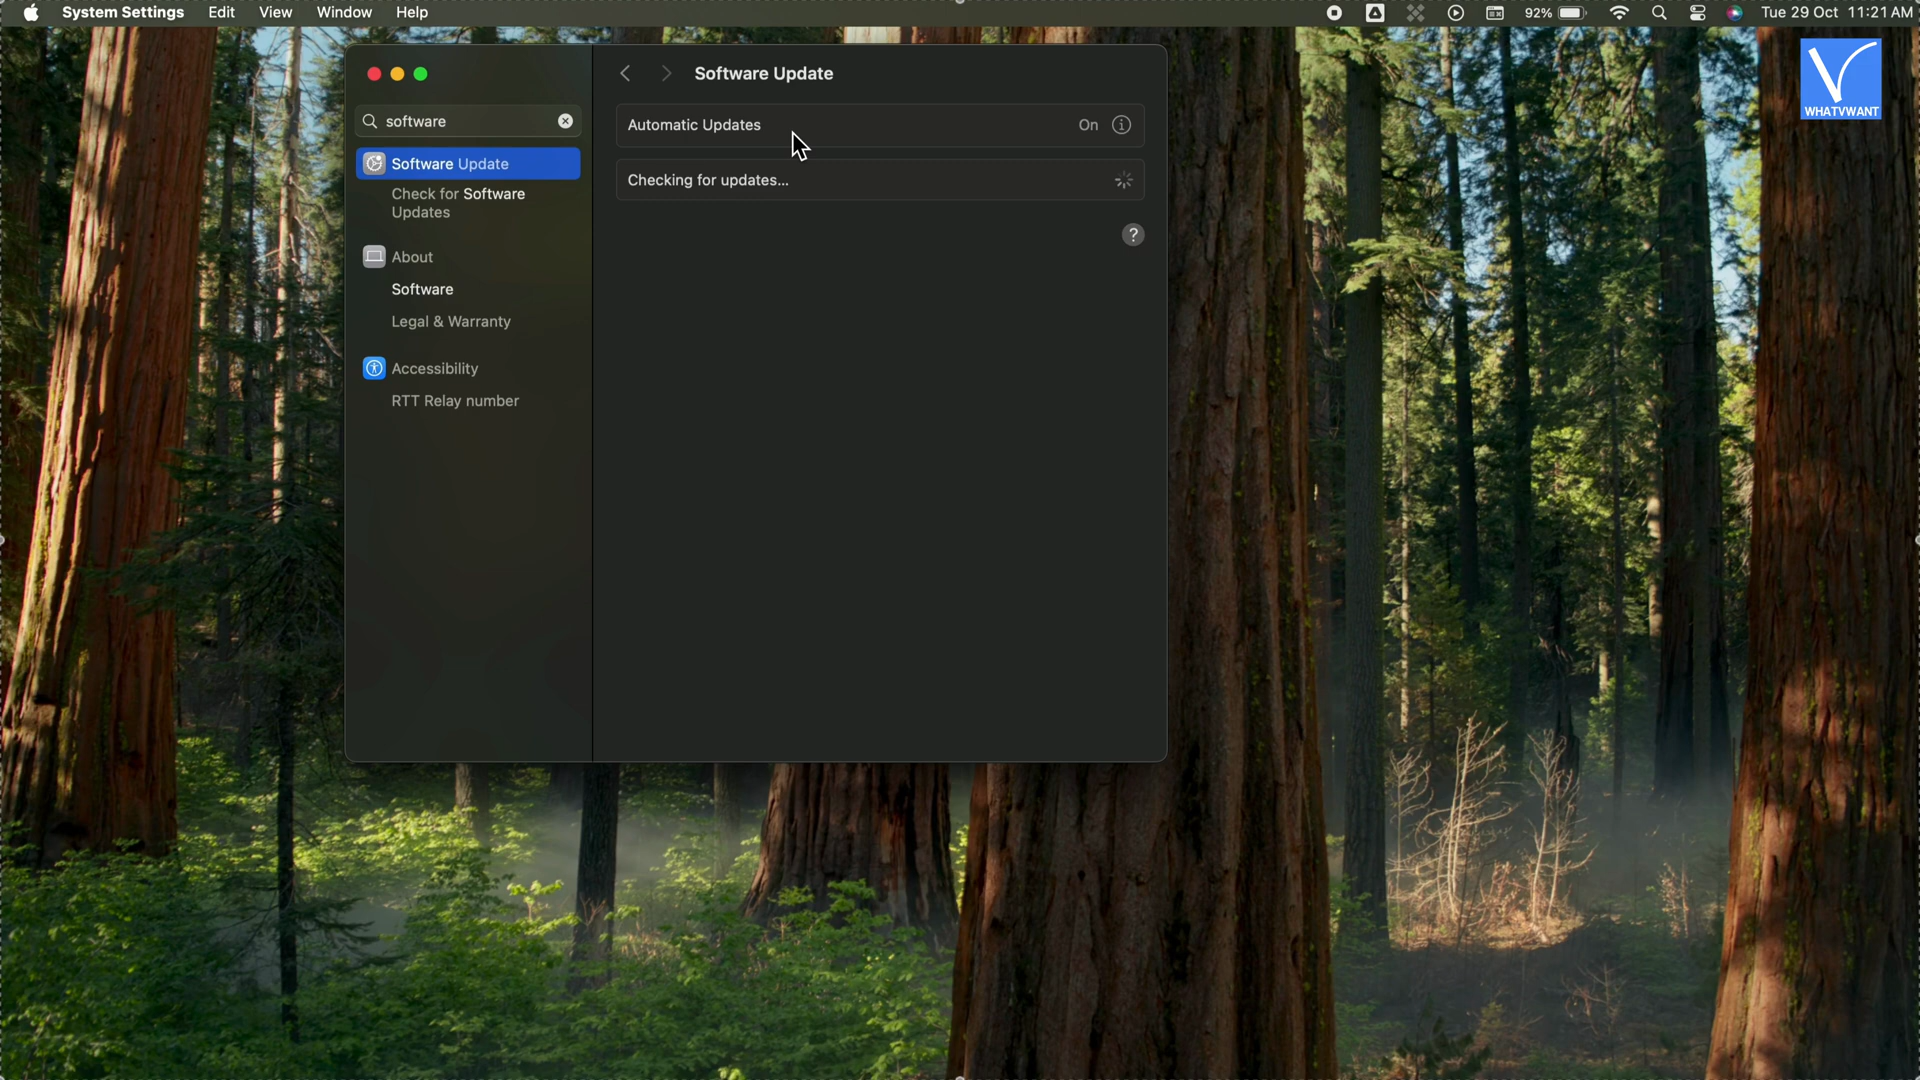 System Settings Edit View Window Help 92% Tue 29 Oct 11:21 AM
WHATVWANT
Software Update
software
Automatic Updates On
Software Update
Checking for updates...
Check for Software
Updates
?
About
Software
Legal & Warranty
Accessibility
RTT Relay number